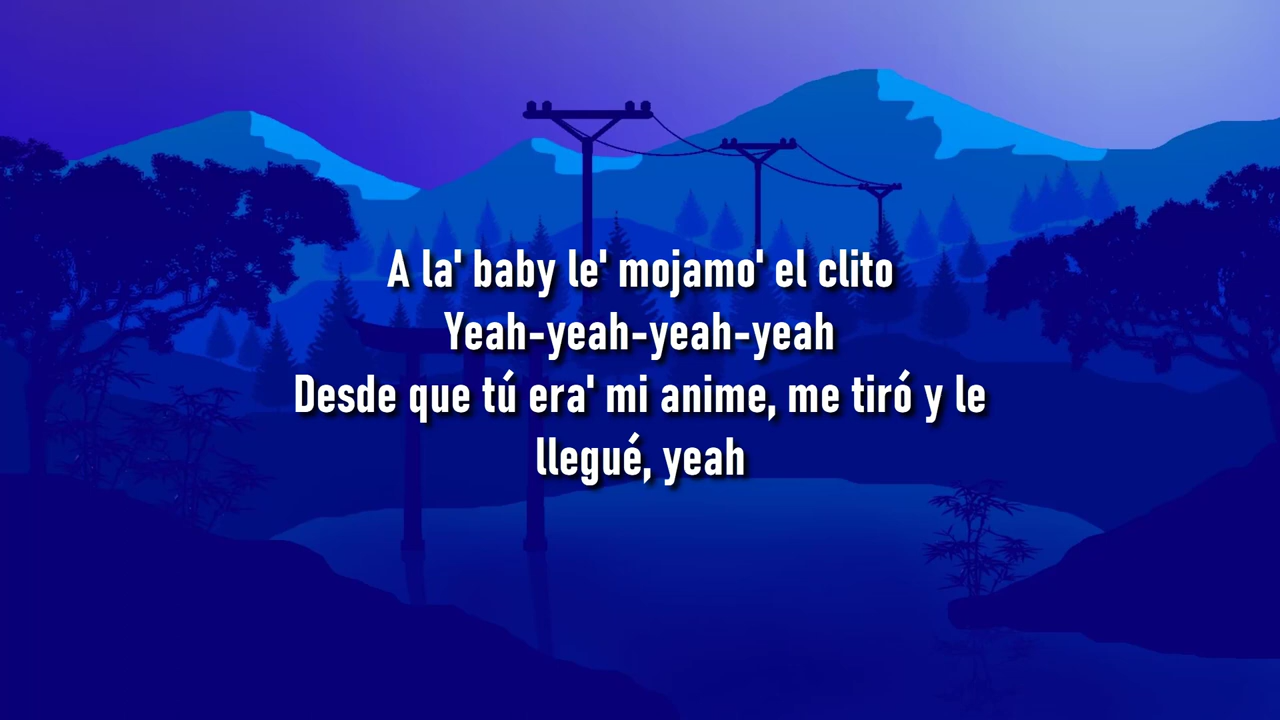 A la' baby le' mojamo' el clito
Yeah-yeah-yeah-yeah
Desde que tú era' mi anime, me tiró y le
llegué, yeah